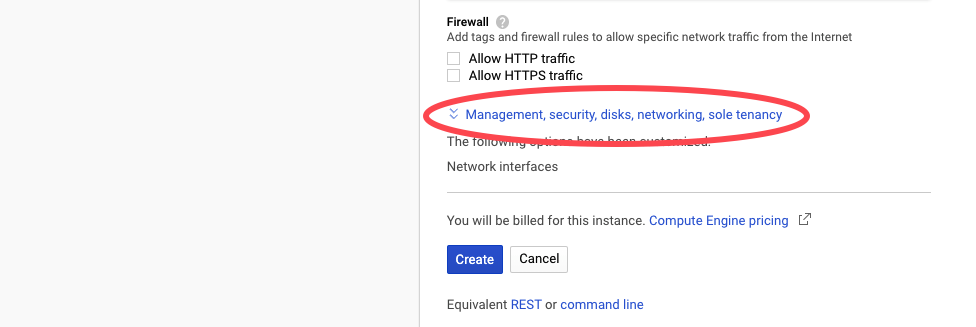 Firewall
Add tags and firewall rules to allow specific network traffic from the Internet
Allow HTTP traffic
Allow HTTPS traffic
Management, security, disks, networking, sole tenancy
The following options have been customized:
Network interfaces
You will be billed for this instance. Compute Engine pricing
Create Cancel
Equivalent REST or command line